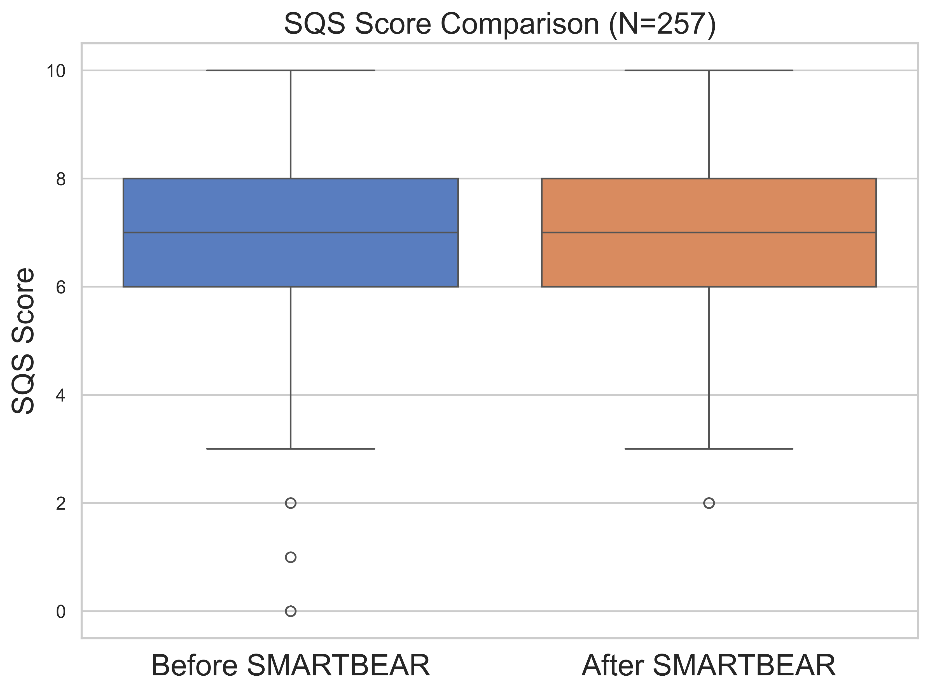 SQS Score Comparison (N=257)
10
8
6
4
2
0
SQS Score
Before SMARTBEAR
After SMARTBEAR